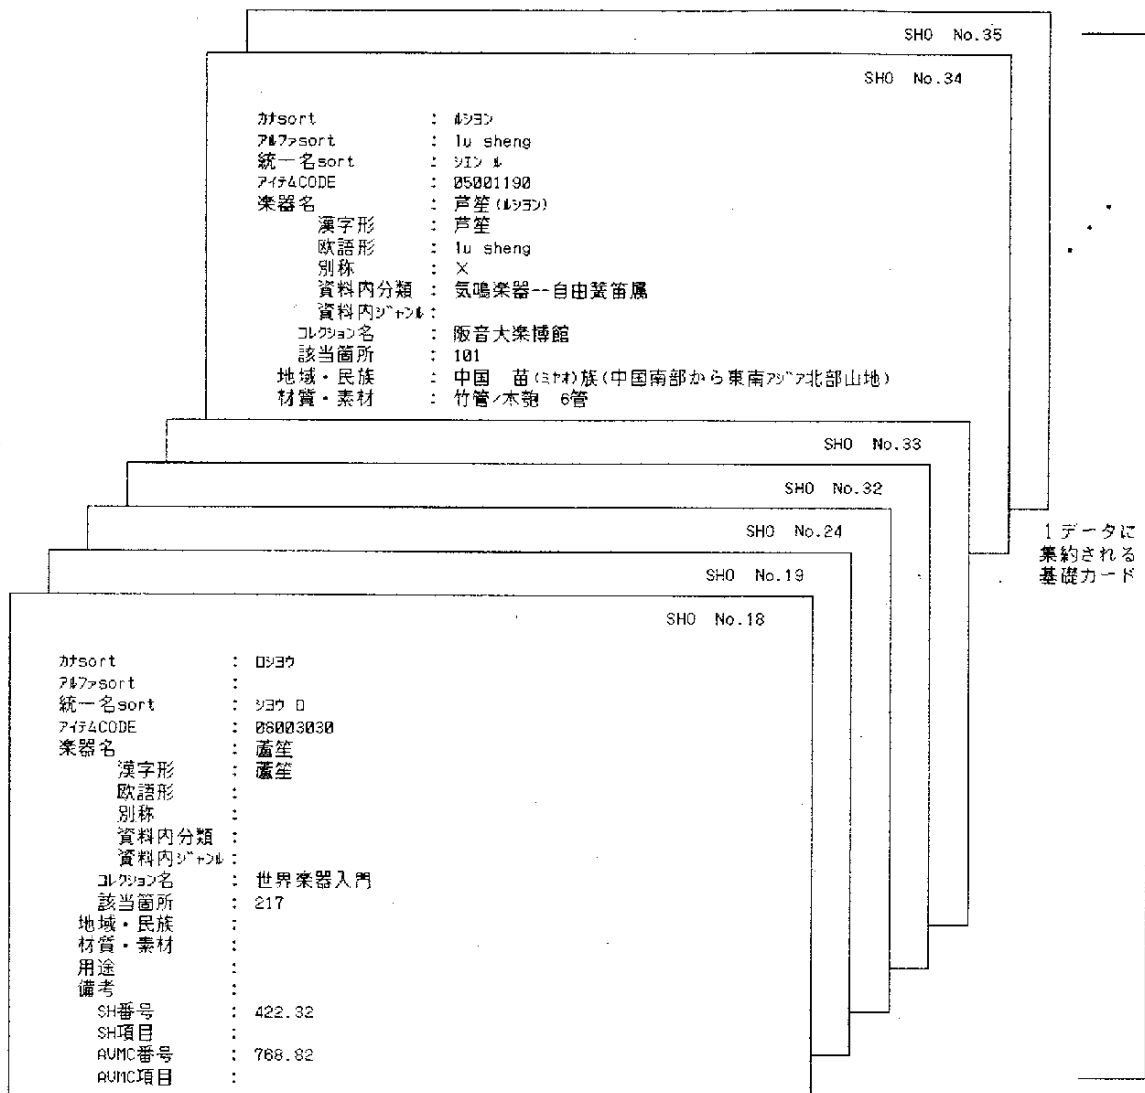 SHO No.35
SHO No.34
カナsort : ルシヨン
アルファsort : lu sheng
統一名sort : シエン ル
アイテムCODE : 05001190
楽器名 : 芦笙(ルシヨン)
漢字形 : 芦笙
欧語形 : lu sheng
別称 : ×
資料内分類 : 気鳴楽器--自由簧笛属
資料内ジャンル :
コレクション名 : 阪音大楽博館
該当箇所 : 101
地域・民族 : 中国 苗(ミヤオ)族(中国南部から東南アジア北部山地)
材質・素材 : 竹管/木匏 6管
SHO No.33
SHO No.32
SHO No.24
SHO No.19
1データに
集約される
基礎カード
SHO No.18
カナsort : ロシヨウ
アルファsort :
統一名sort : シヨウ ロ
アイテムCODE : 06003030
楽器名 : 蘆笙
漢字形 : 蘆笙
欧語形 :
別称 :
資料内分類 :
資料内ジャンル :
コレクション名 : 世界楽器入門
該当箇所 : 217
地域・民族 :
材質・素材 :
用途 :
備考 :
SH番号 : 422.32
SH項目 :
AVMC番号 : 768.82
AVMC項目 :